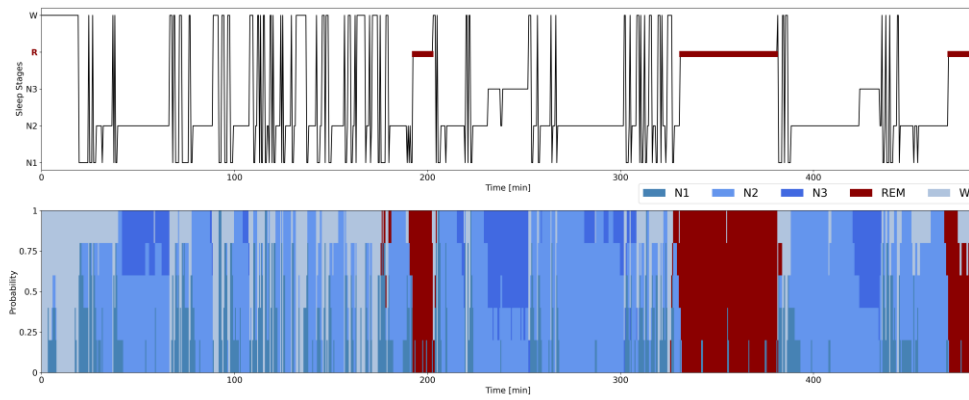 W
R
N3
N2
N1
Sleep Stages
0 100 200 300 400
Time [min]
N1 N2 N3 REM W
1
0.75
0.5
0.25
0
Probability
0 100 200 300 400
Time [min]